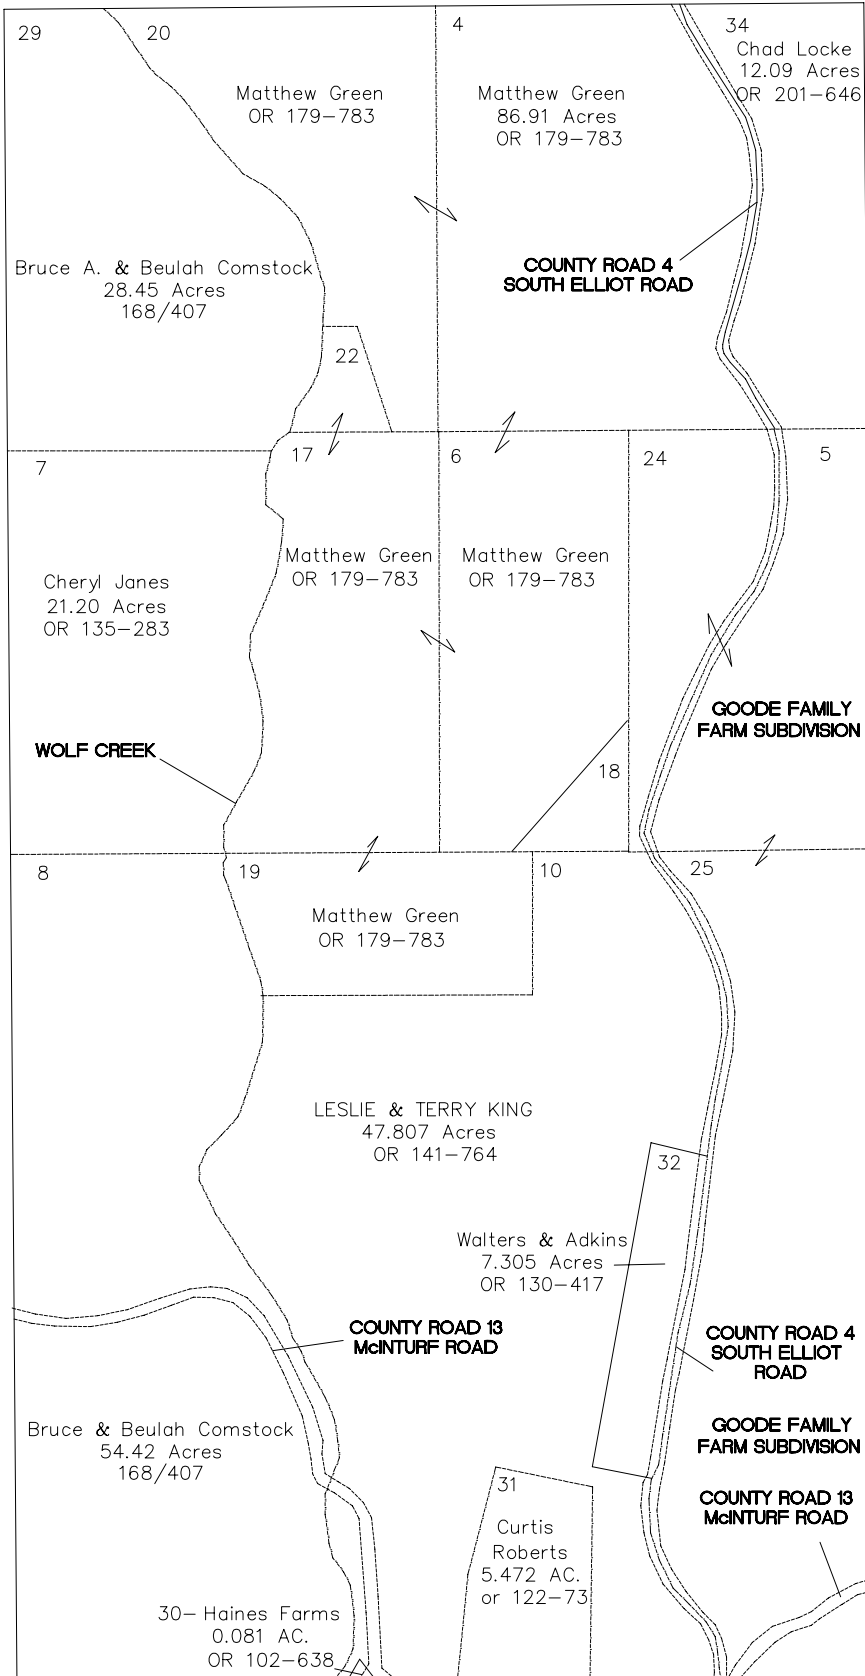 29
20
4
34
Chad Locke
12.09 Acres
OR 201-646
Matthew Green
OR 179-783
Matthew Green
86.91 Acres
OR 179-783
Bruce A. & Beulah Comstock
28.45 Acres
168/407
COUNTY ROAD 4
SOUTH ELLIOT ROAD
22
7
17
6
24
5
Cheryl Janes
21.20 Acres
OR 135-283
Matthew Green
OR 179-783
Matthew Green
OR 179-783
GOODE FAMILY
FARM SUBDIVISION
WOLF CREEK
18
8
19
10
25
Matthew Green
OR 179-783
LESLIE & TERRY KING
47.807 Acres
OR 141-764
32
Walters & Adkins
7.305 Acres
OR 130-417
COUNTY ROAD 13
McINTURF ROAD
COUNTY ROAD 4
SOUTH ELLIOT
ROAD
Bruce & Beulah Comstock
54.42 Acres
168/407
GOODE FAMILY
FARM SUBDIVISION
31
Curtis
Roberts
5.472 AC.
or 122-73
COUNTY ROAD 13
McINTURF ROAD
30- Haines Farms
0.081 AC.
OR 102-638